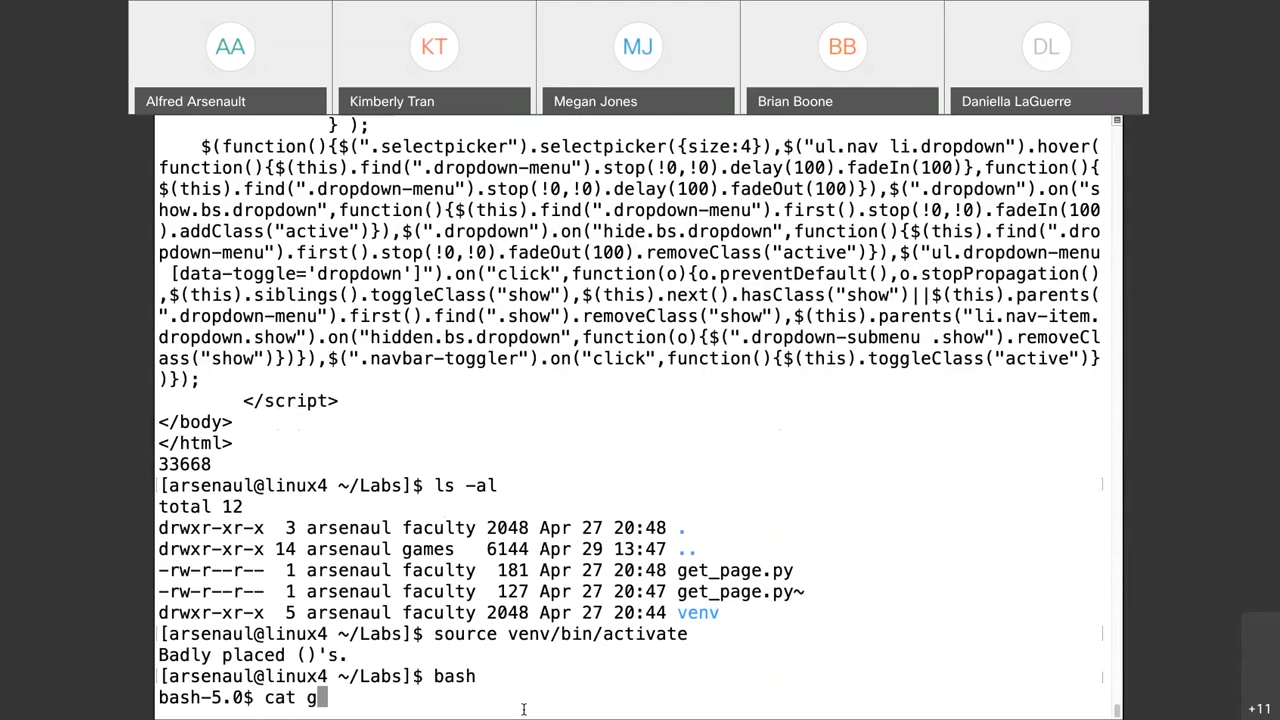 AA
KT
MJ
BB
DL
Alfred Arsenault
Kimberly Tran
Megan Jones
Brian Boone
Daniella LaGuerre
} );
$(function(){$(".selectpicker").selectpicker({size:4}),$("ul.nav li.dropdown").hover(
function(){$(this).find(".dropdown-menu").stop(!0,!0).delay(100).fadeIn(100)},function(){
$(this).find(".dropdown-menu").stop(!0,!0).delay(100).fadeOut(100)}),$(".dropdown").on("s
how.bs.dropdown",function(){$(this).find(".dropdown-menu").first().stop(!0,!0).fadeIn(100
).addClass("active")}),$(".dropdown").on("hide.bs.dropdown",function(){$(this).find(".dro
pdown-menu").first().stop(!0,!0).fadeOut(100).removeClass("active")}),$("ul.dropdown-menu
[data-toggle='dropdown']").on("click",function(o){o.preventDefault(),o.stopPropagation()
,$(this).siblings().toggleClass("show"),$(this).next().hasClass("show")||$(this).parents(
".dropdown-menu").first().find(".show").removeClass("show"),$(this).parents("li.nav-item.
dropdown.show").on("hidden.bs.dropdown",function(o){$(".dropdown-submenu .show").removeCl
ass("show")})}),$(".navbar-toggler").on("click",function(){$(this).toggleClass("active")}
)});
</script>
</body>
</html>
33668
[arsenaul@linux4 ~/Labs]$ ls -al
total 12
drwxr-xr-x 3 arsenaul faculty 2048 Apr 27 20:48 .
drwxr-xr-x 14 arsenaul games 6144 Apr 29 13:47 ..
-rw-r--r-- 1 arsenaul faculty 181 Apr 27 20:48 get_page.py
-rw-r--r-- 1 arsenaul faculty 127 Apr 27 20:47 get_page.py~
drwxr-xr-x 5 arsenaul faculty 2048 Apr 27 20:44 venv
[arsenaul@linux4 ~/Labs]$ source venv/bin/activate
Badly placed ()'s.
[arsenaul@linux4 ~/Labs]$ bash
bash-5.0$ cat g
+11